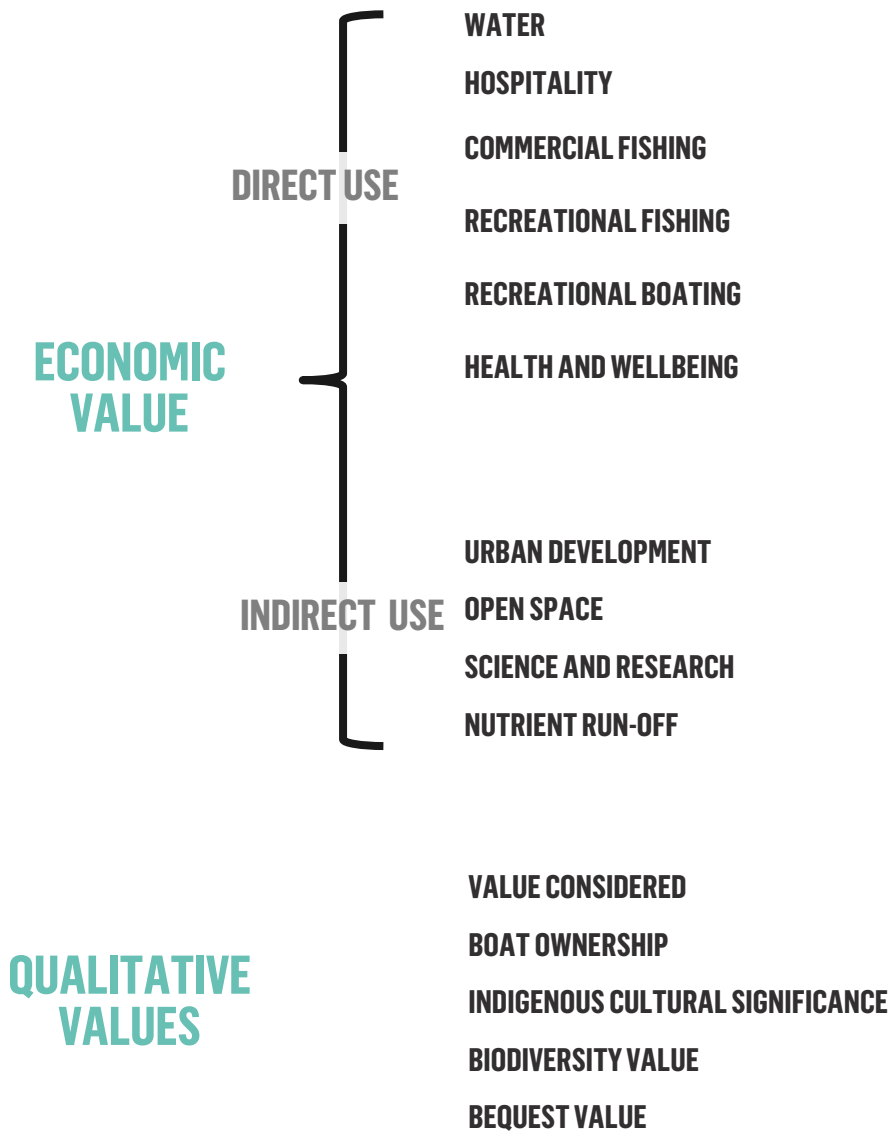 WATER
HOSPITALITY
COMMERCIAL FISHING
DIRECT USE
RECREATIONAL FISHING
RECREATIONAL BOATING
ECONOMIC
VALUE
HEALTH AND WELLBEING
URBAN DEVELOPMENT
INDIRECT USE
OPEN SPACE
SCIENCE AND RESEARCH
NUTRIENT RUN-OFF
VALUE CONSIDERED
BOAT OWNERSHIP
QUALITATIVE
VALUES
INDIGENOUS CULTURAL SIGNIFICANCE
BIODIVERSITY VALUE
BEQUEST VALUE